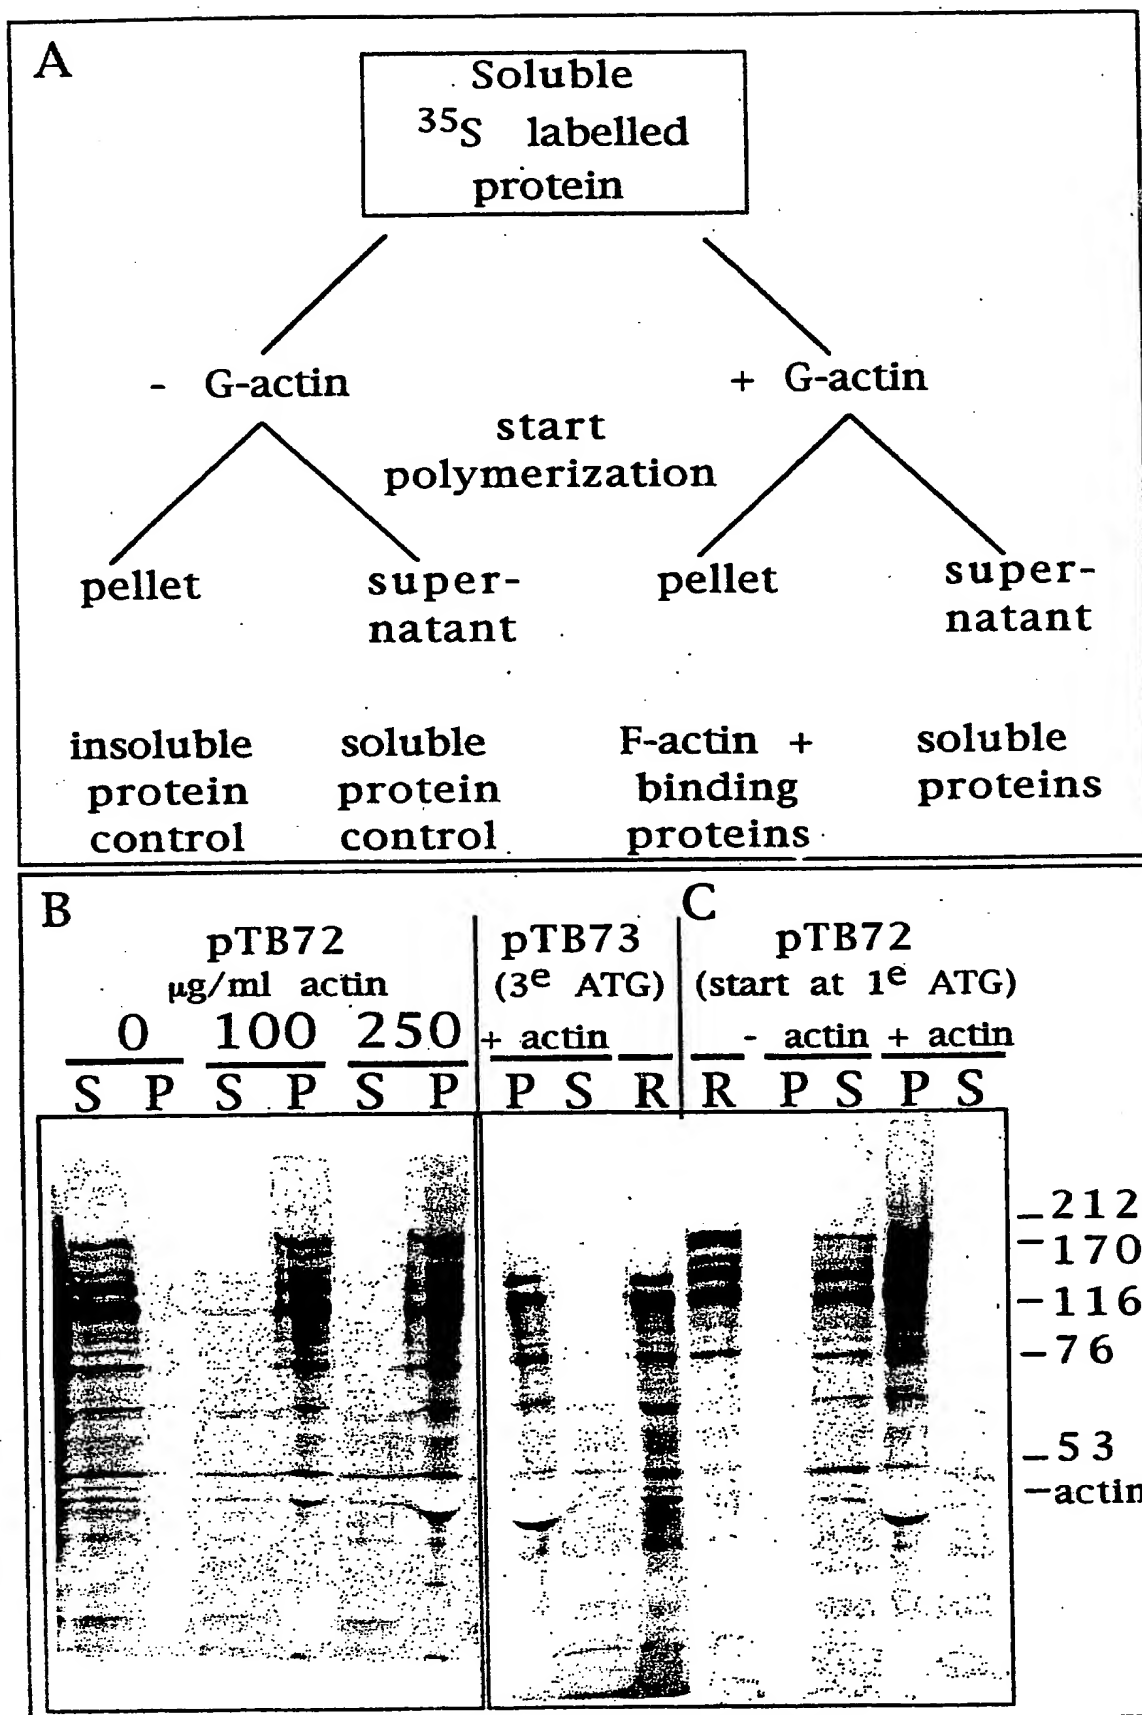 A
Soluble
35S labelled
protein
- G-actin
+ G-actin
start
polymerization
pellet
super-
natant
pellet
super-
natant
insoluble
protein
control
soluble
protein
control
F-actin +
binding
proteins
soluble
proteins
B
pTB72
µg/ml actin
0 100 250
S P S P S P
pTB73
(3e ATG)
+ actin
P S R
C
pTB72
(start at 1e ATG)
- actin + actin
R P S P S
-212
-170
-116
-76
-53
-actin